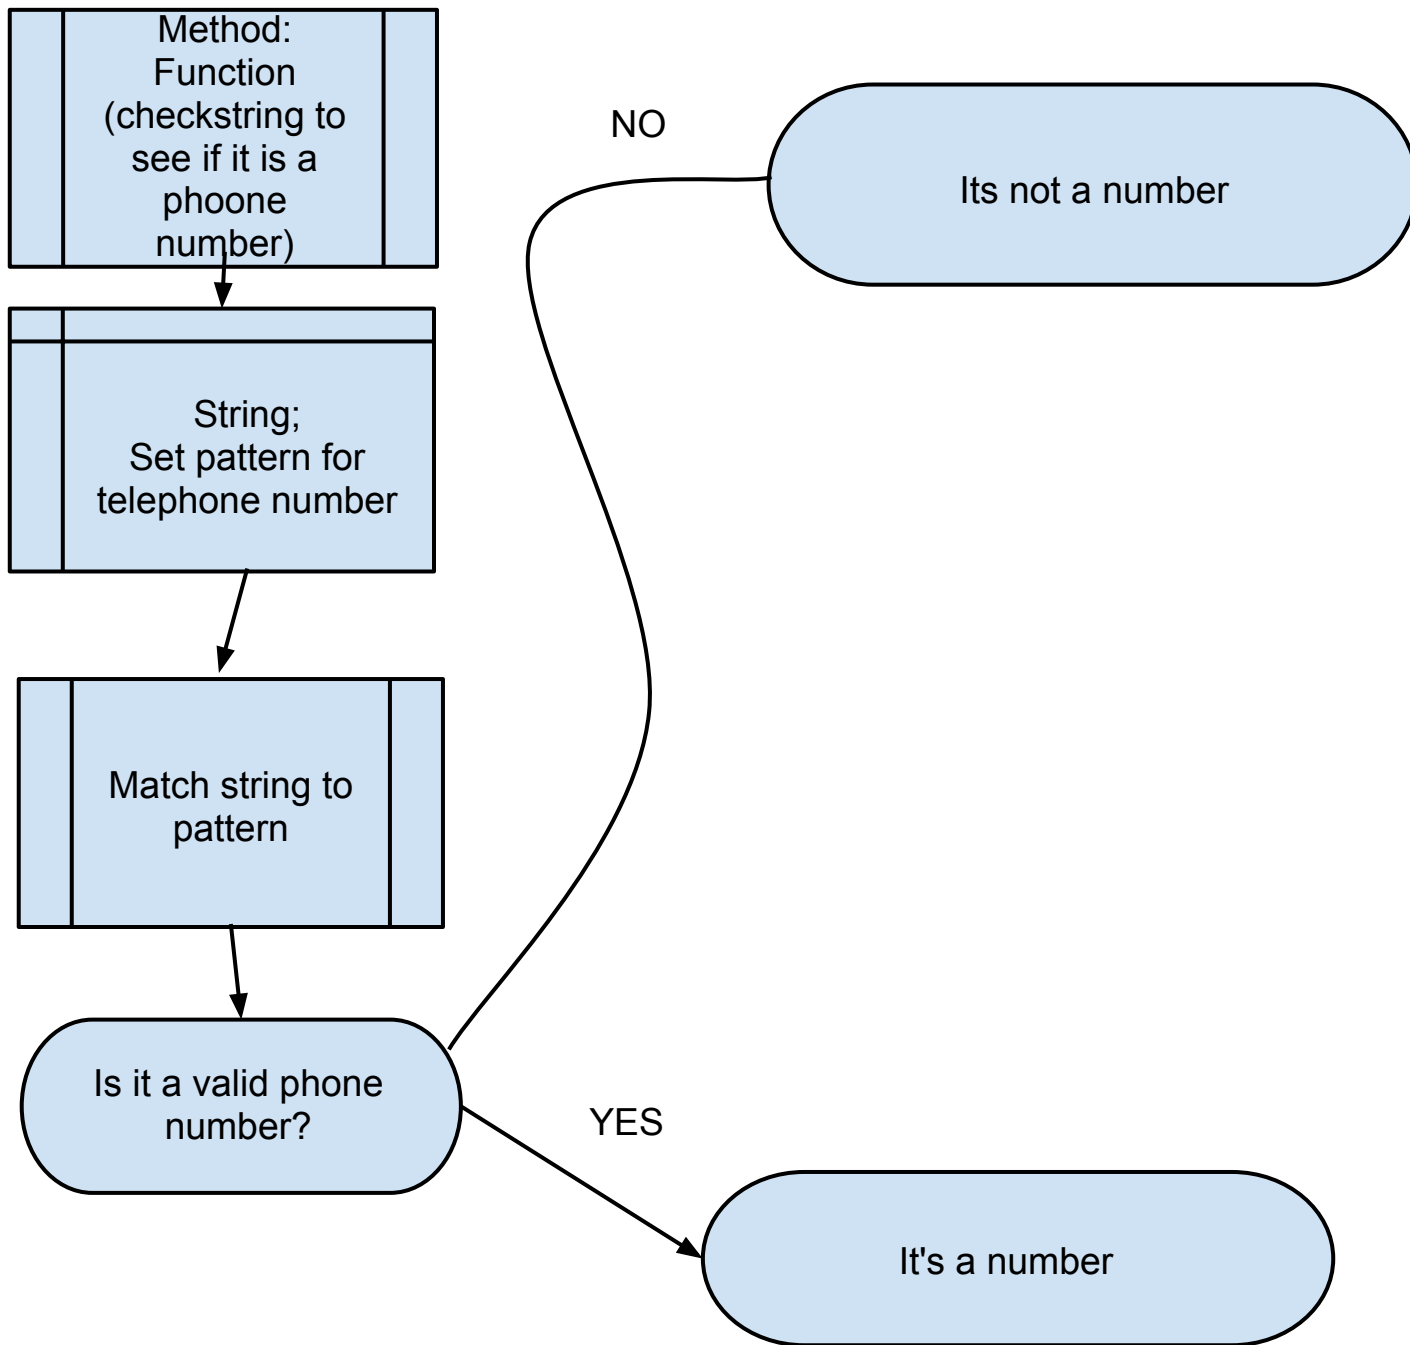 Method:
Function
(checkstring to
see if it is a
phoone
number)
String;
Set pattern for
telephone number
Match string to
pattern
Is it a valid phone
number?
NO
Its not a number
YES
It's a number